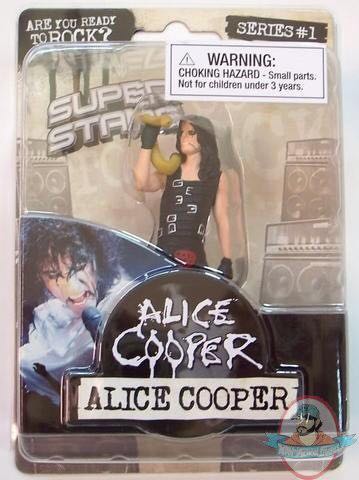 ARE YOU READY
TO ROCK?
SERIES #1
WARNING:
CHOKING HAZARD - Small parts.
Not for children under 3 years.
SUPER
ALICE
COOPER
ALICE COOPER